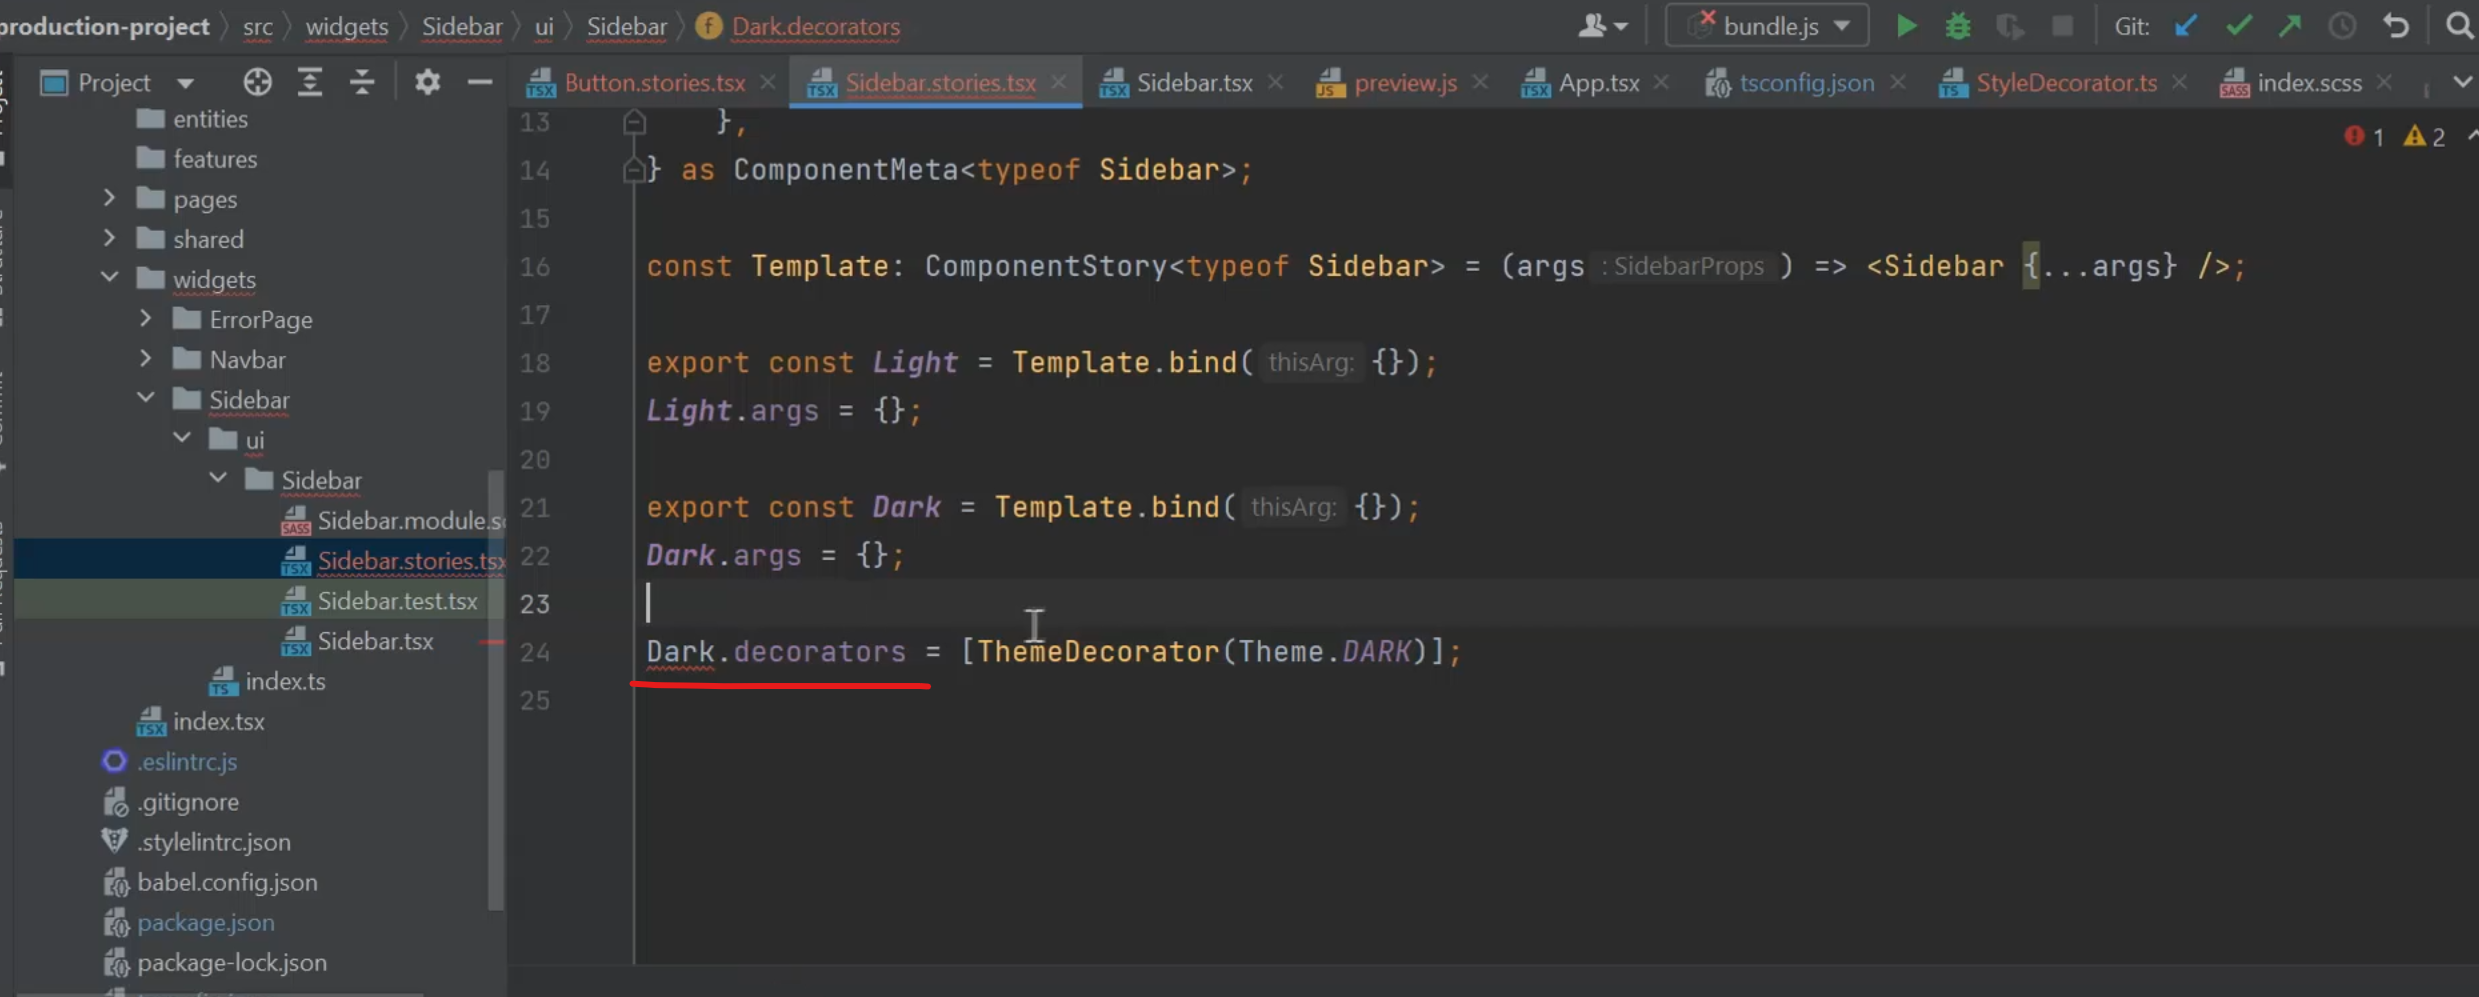 production-project
src
widgets
Sidebar
ui
Sidebar
f
Dark.decorators
bundle.js
Git:
Project
Button.stories.tsx
Sidebar.stories.tsx
Sidebar.tsx
preview.js
App.tsx
tsconfig.json
StyleDecorator.ts
index.scss
entities
features
pages
shared
widgets
ErrorPage
Navbar
Sidebar
ui
Sidebar
Sidebar.module.s
Sidebar.stories.tsx
Sidebar.test.tsx
Sidebar.tsx
index.ts
index.tsx
.eslintrc.js
.gitignore
.stylelintrc.json
babel.config.json
package.json
package-lock.json
1 2
13 },
14 } as ComponentMeta<typeof Sidebar>;
15
16 const Template: ComponentStory<typeof Sidebar> = (args : SidebarProps ) => <Sidebar {...args} />;
17
18 export const Light = Template.bind( thisArg: {});
19 Light.args = {};
20
21 export const Dark = Template.bind( thisArg: {});
22 Dark.args = {};
23
24 Dark.decorators = [ThemeDecorator(Theme.DARK)];
25